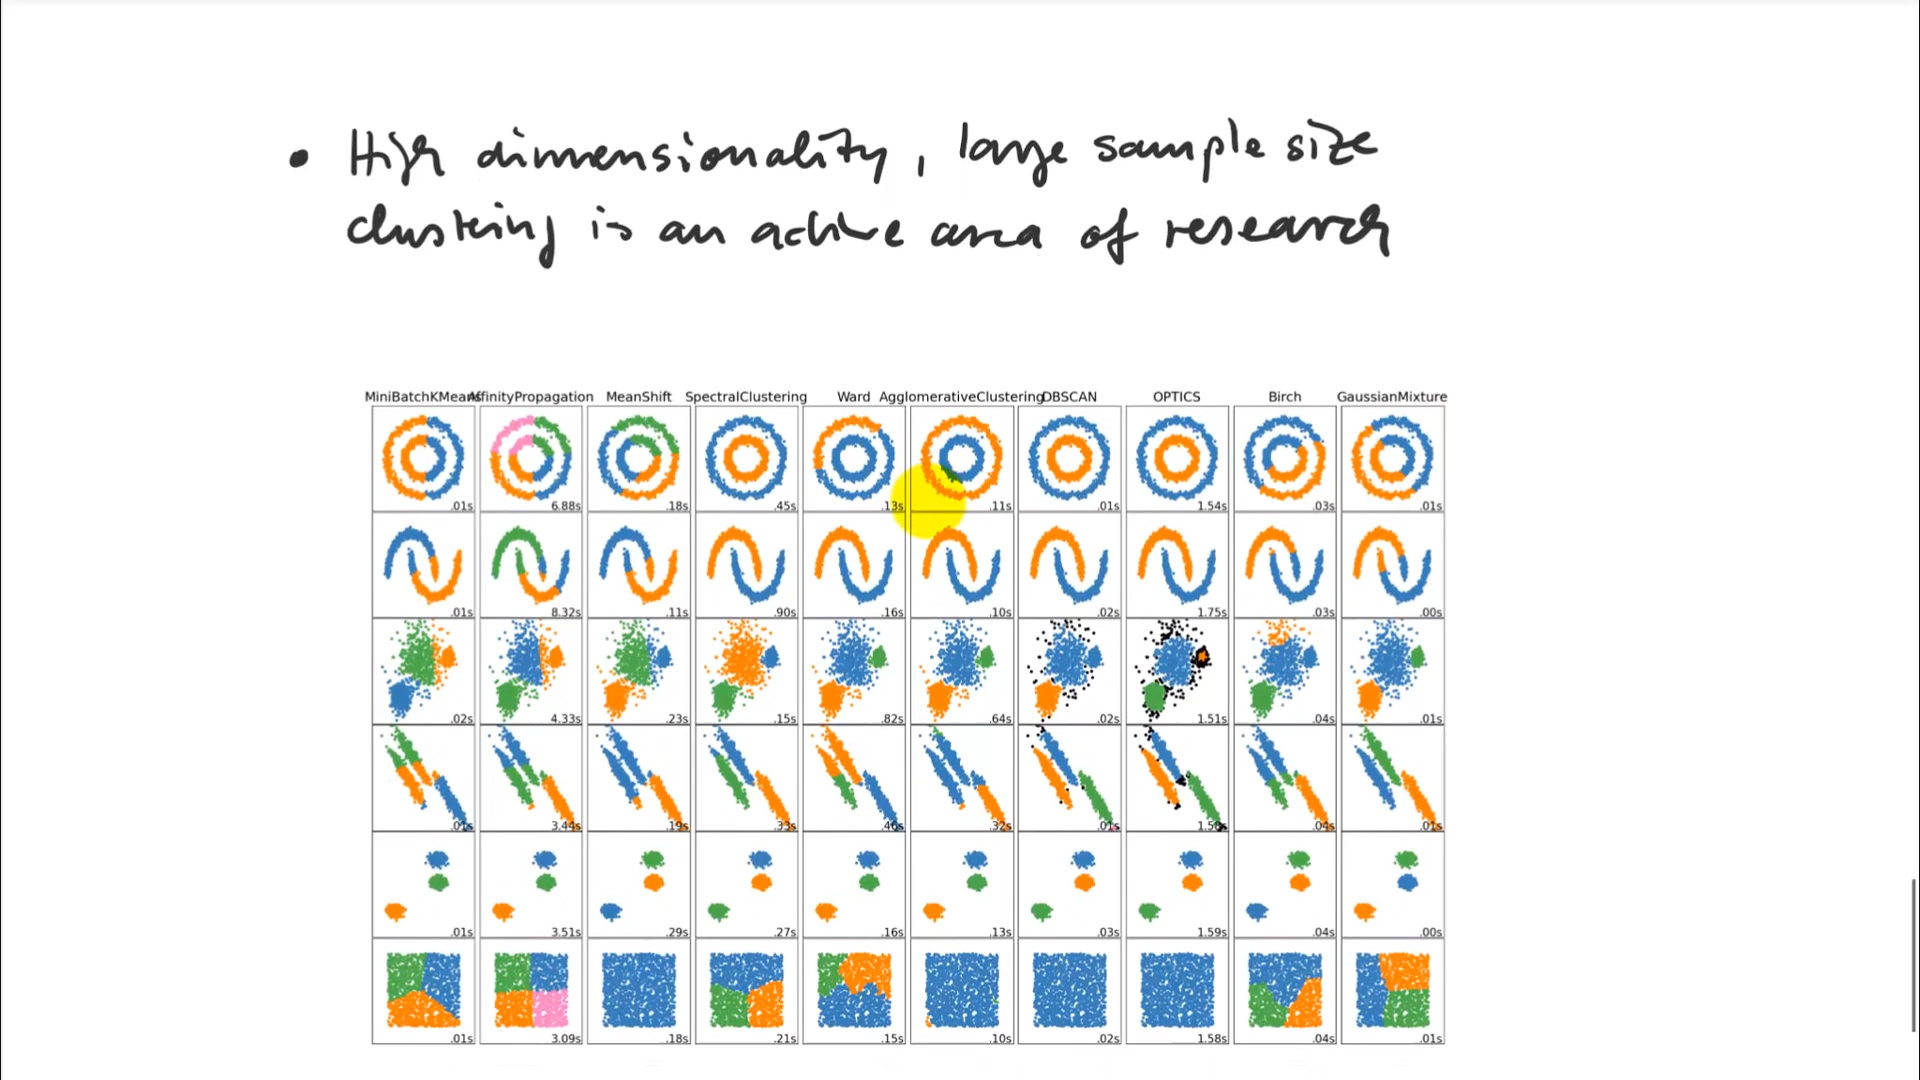 • High dimensionality, large sample size
clustering is an active area of research
MiniBatchKMeans AffinityPropagation MeanShift SpectralClustering Ward AgglomerativeClustering DBSCAN OPTICS Birch GaussianMixture
.01s 6.88s .18s .45s .13s .11s .01s 1.54s .03s .01s
.01s 8.32s .11s .90s .16s .10s .02s 1.75s .03s .00s
.02s 4.33s .23s .15s .82s .64s .02s 1.51s .04s .01s
.01s 3.44s .19s .33s .46s .32s .01s .04s .01s
.01s 3.51s .29s .27s .16s .13s .03s 1.59s .04s .00s
.01s 3.09s .18s .21s .15s .10s .02s 1.58s .04s .01s